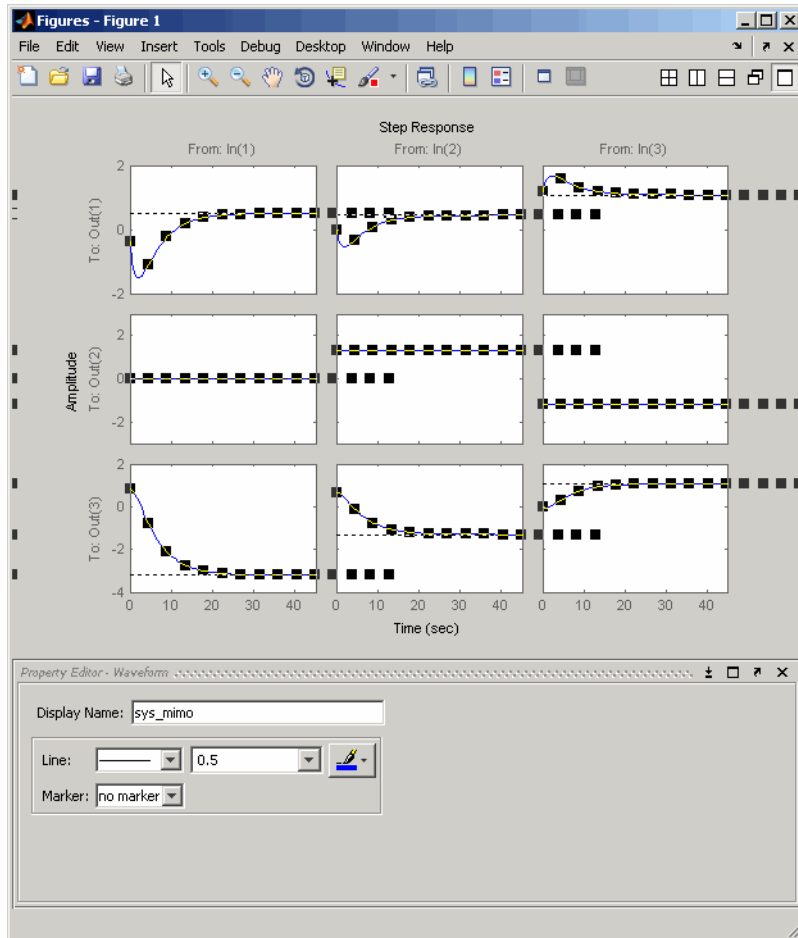 Figures - Figure 1
File Edit View Insert Tools Debug Desktop Window Help
Step Response
From: In(1) From: In(2) From: In(3)
To: Out(1)
2
0
-2
To: Out(2)
2
0
-2
Amplitude
To: Out(3)
2
0
-2
-4
0 10 20 30 40 0 10 20 30 40 0 10 20 30 40
Time (sec)
Property Editor - Waveform
Display Name: sys_mimo
Line: 0.5
Marker: no marker